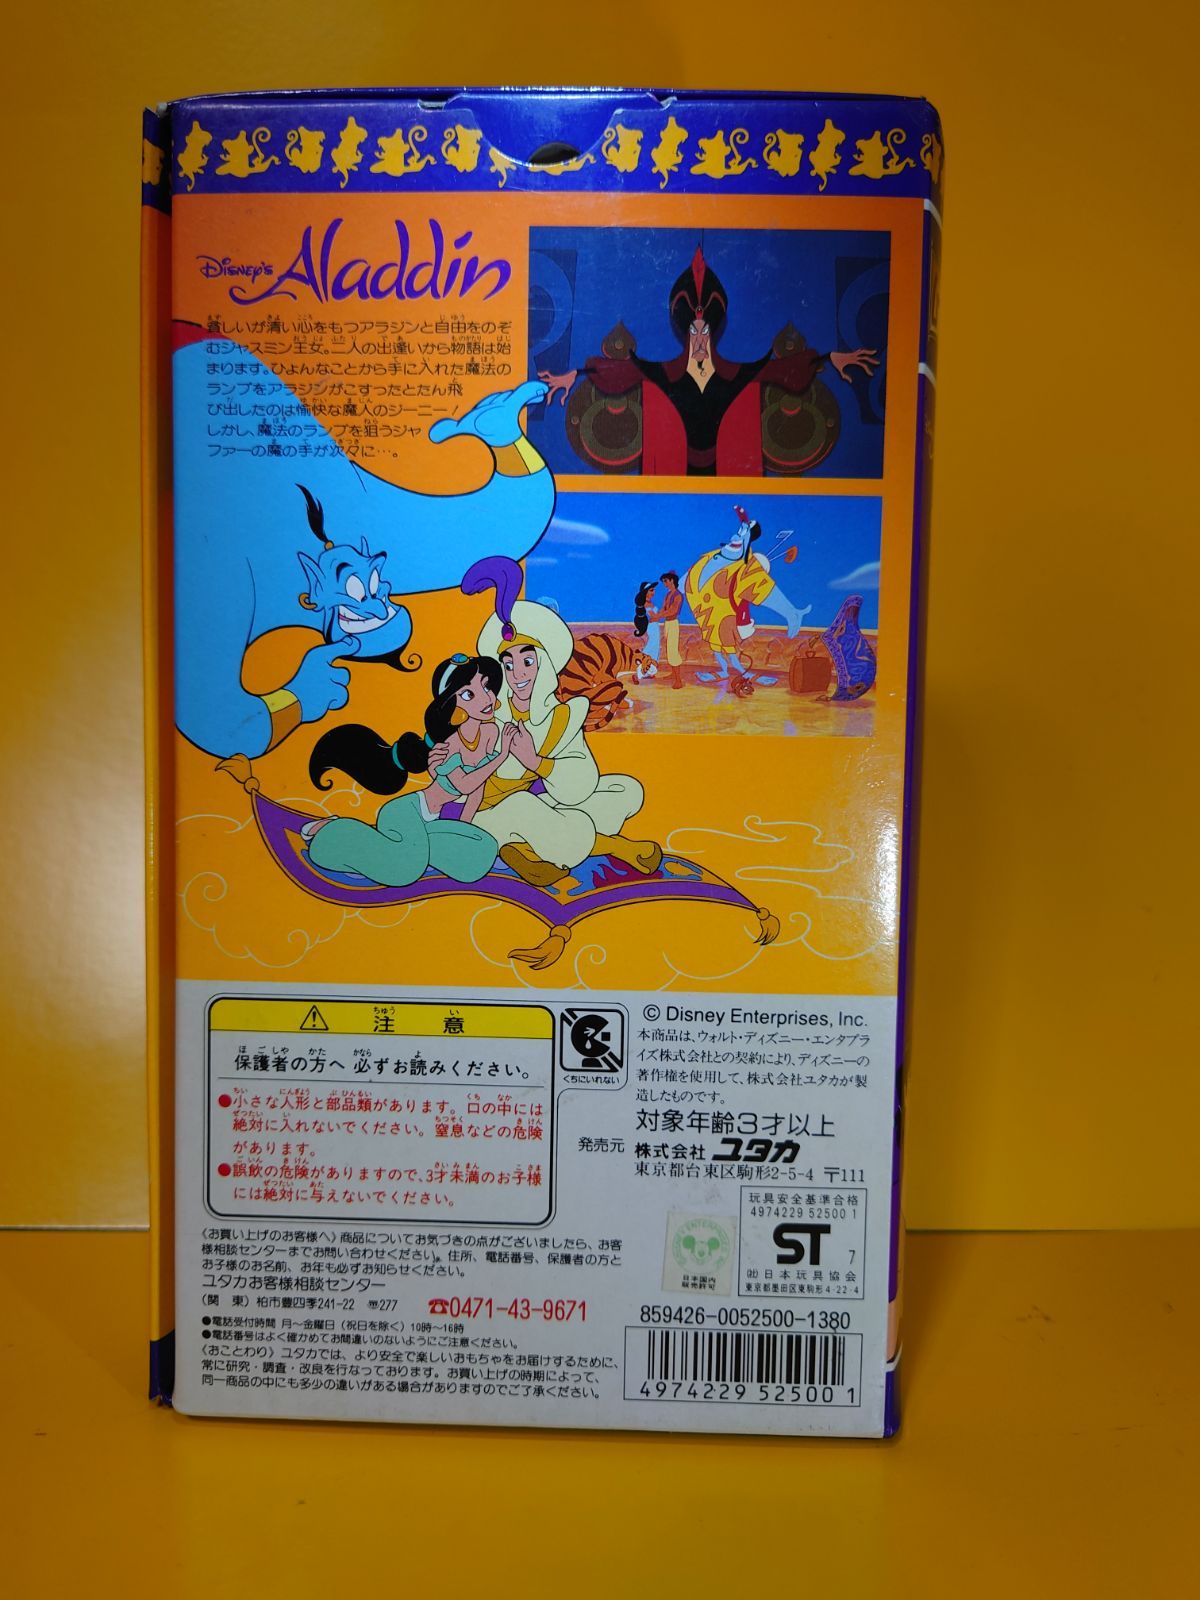 Disney's Aladdin
貧しいが清い心をもつアラジンと自由をのぞ
むジャスミン王女。二人の出逢いから物語は始
まります。ひょんなことから手に入れた魔法の
ランプをアラジンがこすったとたん飛
び出したのは愉快な魔人のジーニー!
しかし、魔法のランプを狙うジャ
ファーの魔の手が次々に…。
注意
保護者の方へ 必ずお読みください。
●小さな人形と部品類があります。口の中には
絶対に入れないでください。窒息などの危険
があります。
●誤飲の危険がありますので、3才未満のお子様
には絶対に与えないでください。
くちにいれない
© Disney Enterprises, Inc.
本商品は、ウォルト・ディズニー・エンタプラ
イズ株式会社との契約により、ディズニーの
著作権を使用して、株式会社ユタカが製
造したものです。
対象年齢3才以上
発売元 株式会社ユタカ
東京都台東区駒形2-5-4 〒111
〈お買い上げのお客様へ〉商品についてお気づきの点がございましたら、お客
様相談センターまでお問い合わせください。住所、電話番号、保護者の方と
お子様のお名前、お年も必ずお知らせください。
ユタカお客様相談センター
(関 東) 柏市豊四季241-22 〒277 ☎0471-43-9671
●電話受付時間 月〜金曜日(祝日を除く)10時〜16時
●電話番号はよく確かめてお間違いのないようにご注意ください。
〈おことわり〉ユタカでは、より安全で楽しいおもちゃをお届けするために、
常に研究・調査・改良を行なっております。お買い上げの時期によって、
同一商品の中にも多少の違いがある場合がありますのでご了承ください。
日本国内
販売許可
玩具安全基準合格
4974229 52500 1
ST 7
(社)日本玩具協会
東京都墨田区東駒形4-22-4
859426-0052500-1380
4974229 52500 1